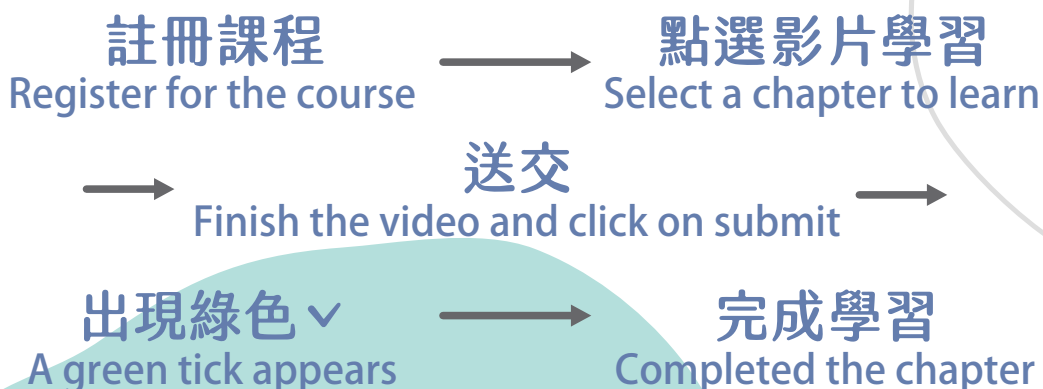 註冊課程
Register for the course
點選影片學習
Select a chapter to learn
送交
Finish the video and click on submit
出現綠色✓
A green tick appears
完成學習
Completed the chapter